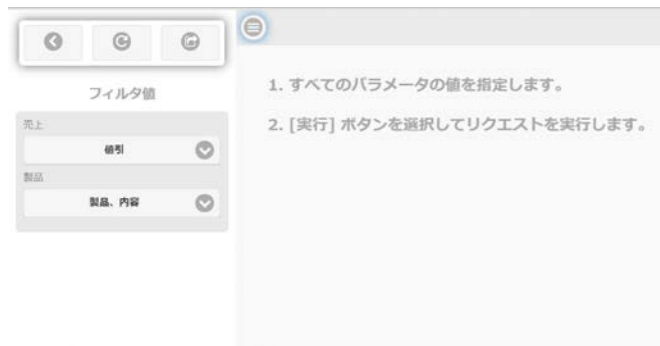 フィルタ値
売上
値引
製品
製品、内容
1. すべてのパラメータの値を指定します。
2. [実行] ボタンを選択してリクエストを実行します。